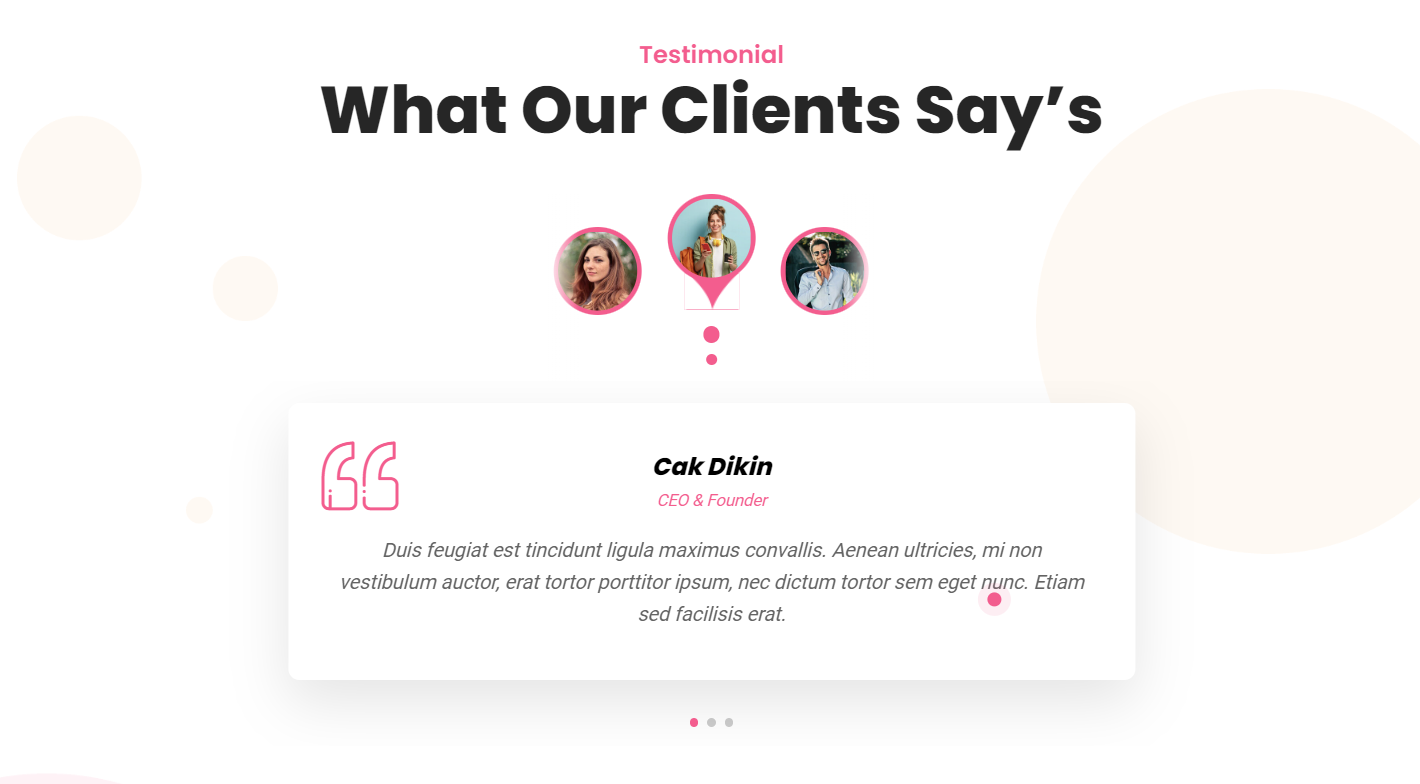 Testimonial
What Our Clients Say’s
Cak Dikin
CEO & Founder
Duis feugiat est tincidunt ligula maximus convallis. Aenean ultricies, mi non
vestibulum auctor, erat tortor porttitor ipsum, nec dictum tortor sem eget nunc. Etiam
sed facilisis erat.